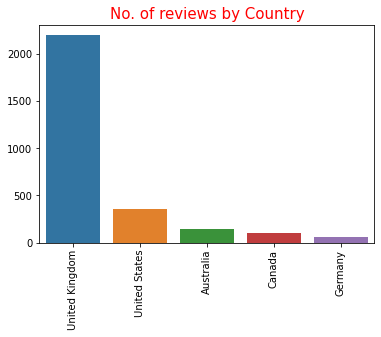 No. of reviews by Country
2000
1500
1000
500
0
United Kingdom
United States
Australia
Canada
Germany